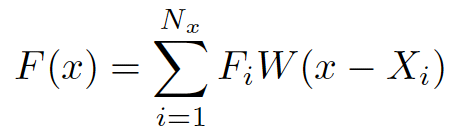 F(x) = \sum_{i=1}^{N_x} F_i W(x - X_i)